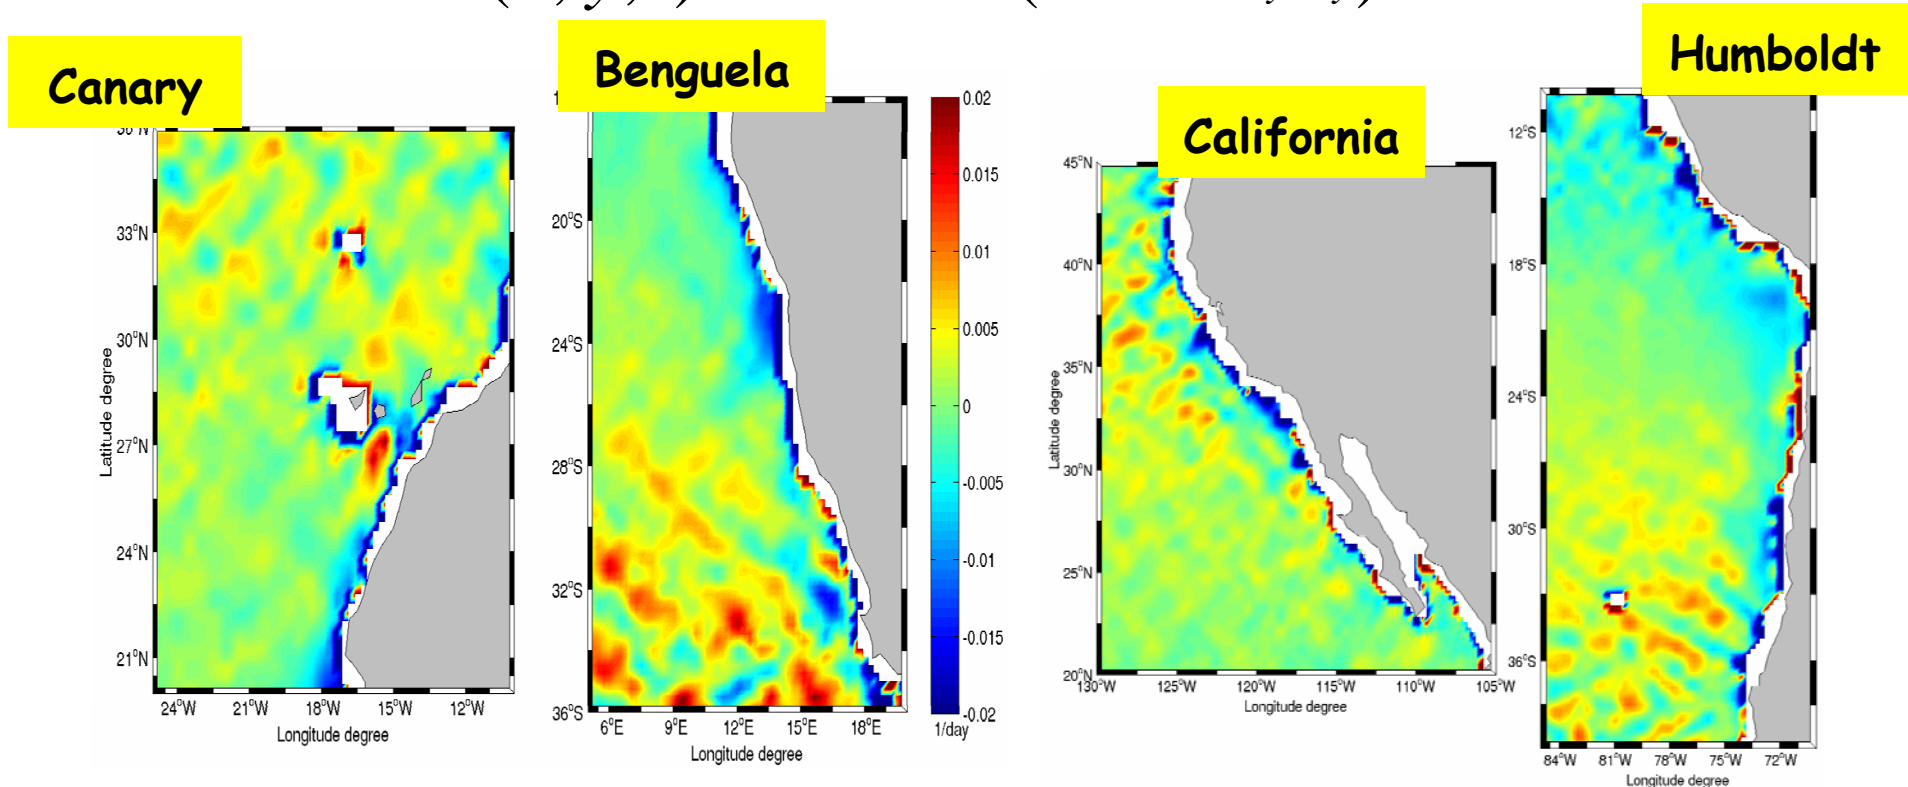 Canary
36°N
33°N
30°N
27°N
24°N
21°N
Latitude degree
24°W 21°W 18°W 15°W 12°W
Longitude degree
Benguela
20°S
24°S
28°S
32°S
36°S
6°E 9°E 12°E 15°E 18°E
Longitude degree
0.02
0.015
0.01
0.005
0
-0.005
-0.01
-0.015
-0.02
1/day
California
45°N
40°N
35°N
30°N
25°N
20°N
Latitude degree
130°W 125°W 120°W 115°W 110°W 105°W
Longitude degree
Humboldt
12°S
18°S
24°S
30°S
36°S
84°W 81°W 78°W 75°W 72°W
Longitude degree